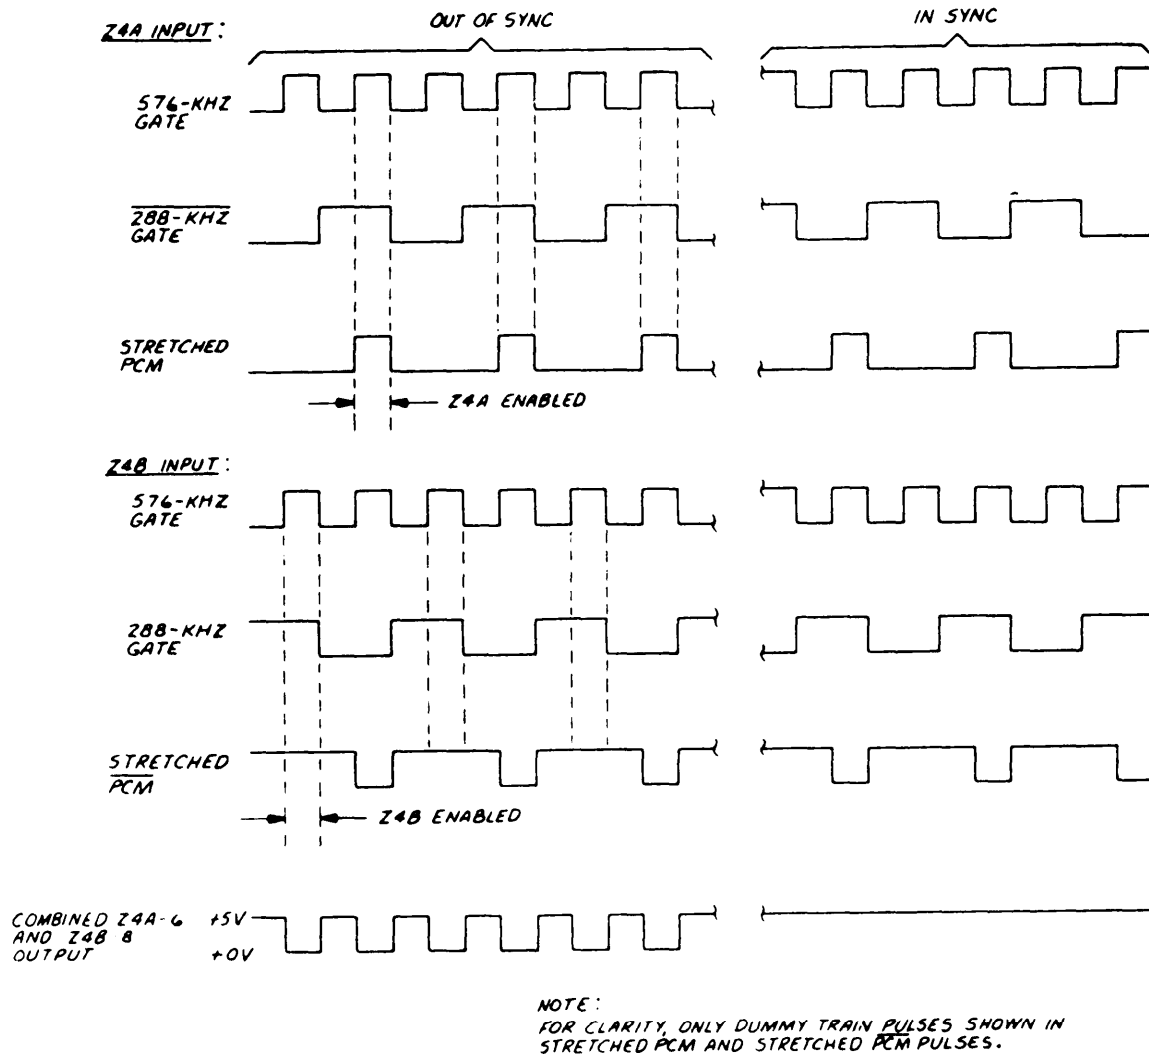 Z4A INPUT:
OUT OF SYNC
IN SYNC
576-KHZ
GATE
288-KHZ
GATE
STRETCHED
PCM
Z4A ENABLED
Z4B INPUT:
576-KHZ
GATE
288-KHZ
GATE
STRETCHED
PCM
Z4B ENABLED
COMBINED Z4A-6 +5V
AND Z4B 8
OUTPUT +0V
NOTE:
FOR CLARITY, ONLY DUMMY TRAIN PULSES SHOWN IN
STRETCHED PCM AND STRETCHED PCM PULSES.